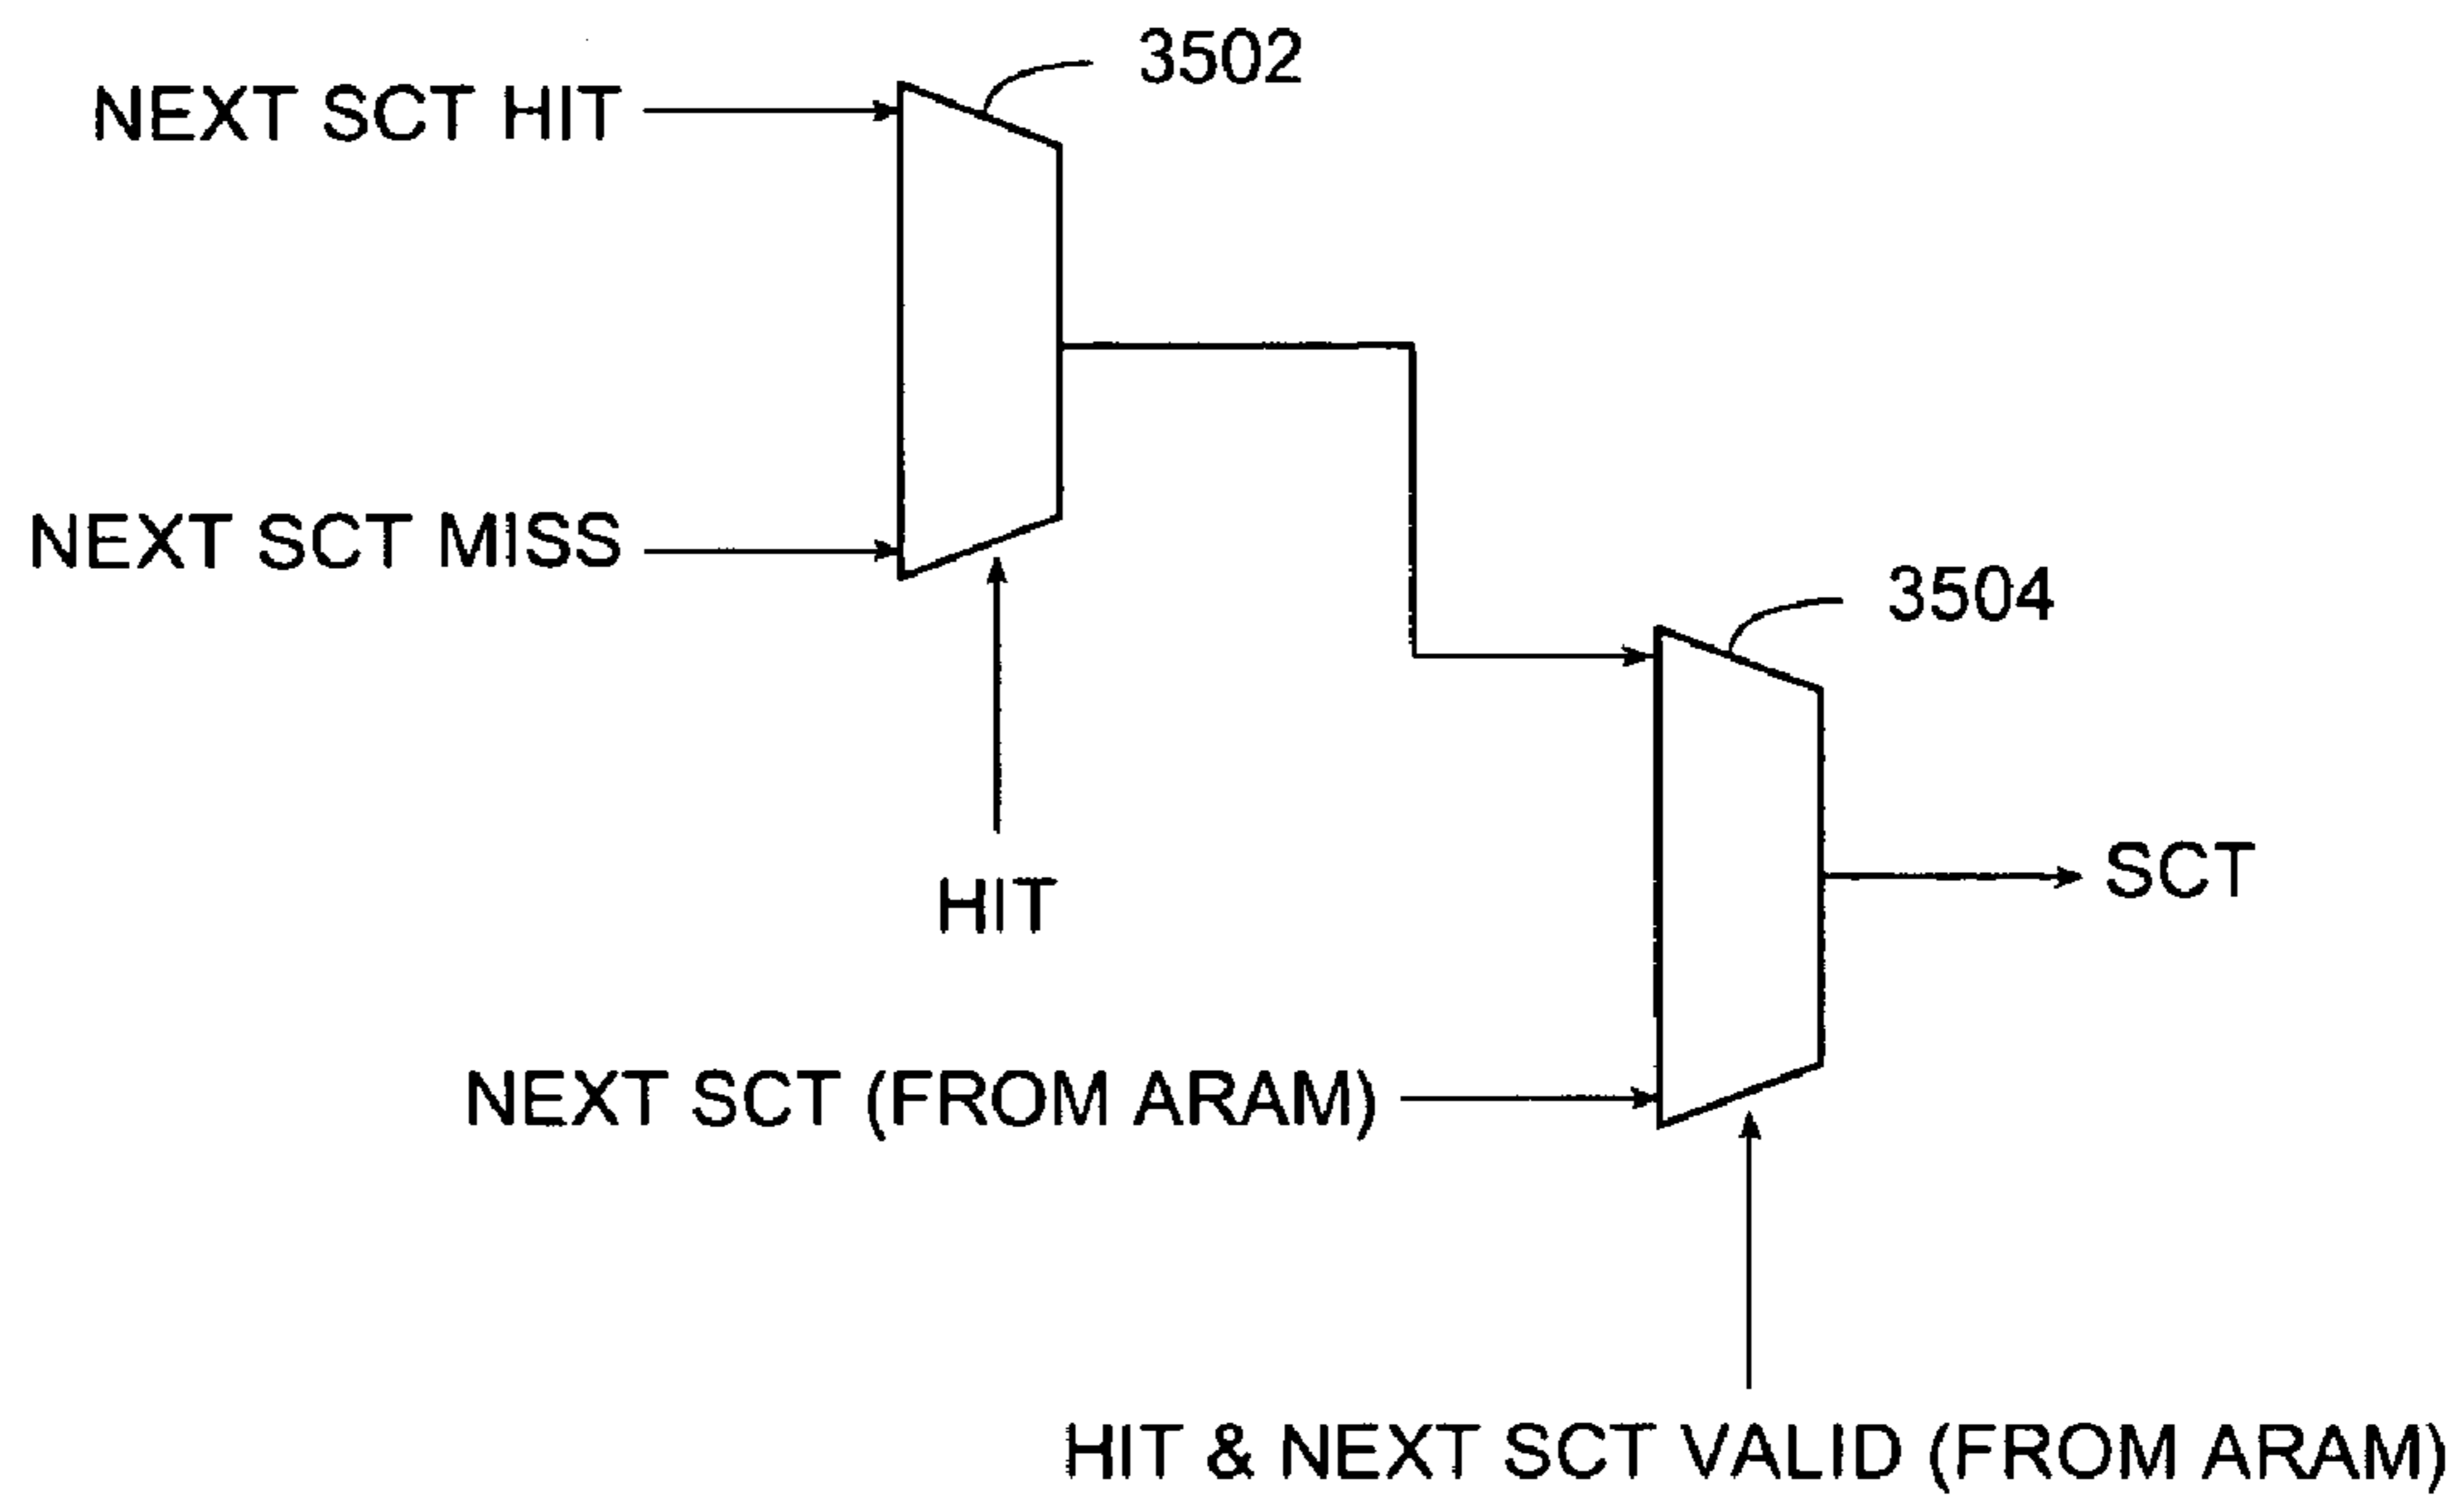 3502
NEXT SCT HIT
NEXT SCT MISS
3504
SCT
HIT
NEXT SCT (FROM ARAM)
HIT & NEXT SCT VALID (FROM ARAM)